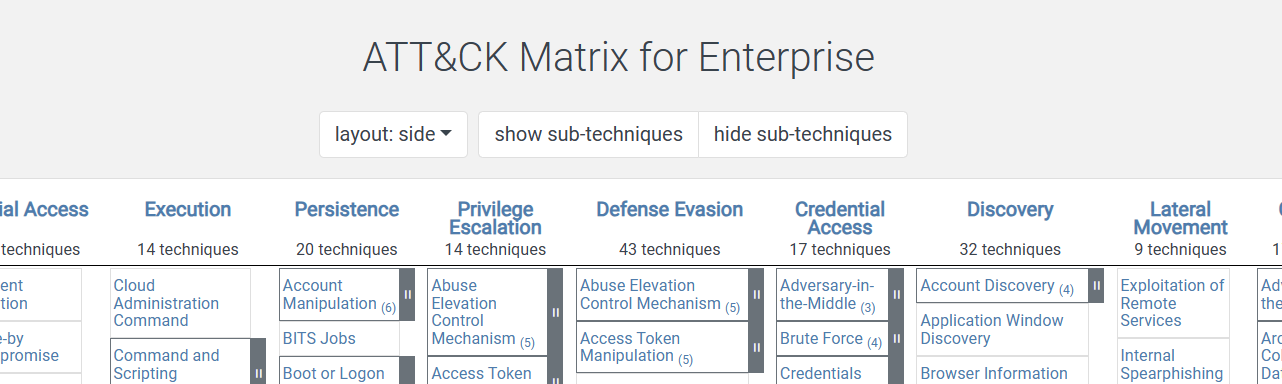 ATT&CK Matrix for Enterprise
layout: side show sub-techniques hide sub-techniques
ial Access Execution Persistence Privilege Escalation Defense Evasion Credential Access Discovery Lateral Movement
techniques 14 techniques 20 techniques 14 techniques 43 techniques 17 techniques 32 techniques 9 techniques 1
ent
tion
e-by
promise
Cloud
Administration
Command
Command and
Scripting
Account
Manipulation (6)
BITS Jobs
Boot or Logon
Abuse
Elevation
Control
Mechanism (5)
Access Token
Abuse Elevation
Control Mechanism (5)
Access Token
Manipulation (5)
Adversary-in-
the-Middle (3)
Brute Force (4)
Credentials
Account Discovery (4)
Application Window
Discovery
Browser Information
Exploitation of
Remote
Services
Internal
Spearphishing
Adv
the
Arc
Co
Dat